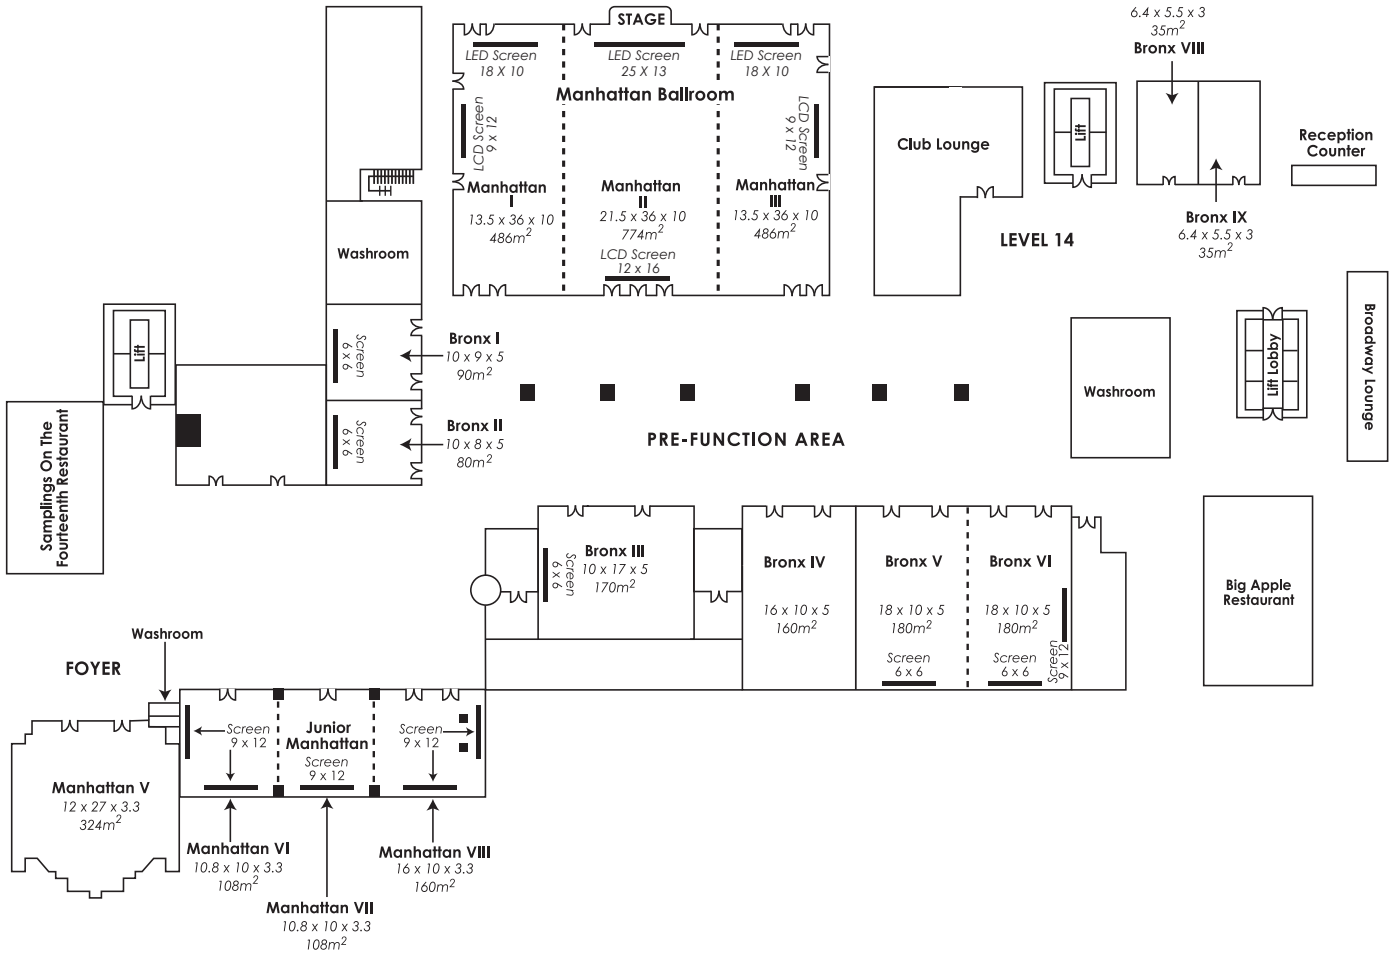 STAGE
LED Screen
18 X 10
LED Screen
25 X 13
LED Screen
18 X 10
Manhattan Ballroom
LCD Screen
9 x 12
LCD Screen
9 x 12
Manhattan
I
13.5 x 36 x 10
486m²
Manhattan
II
21.5 x 36 x 10
774m²
Manhattan
III
13.5 x 36 x 10
486m²
LCD Screen
12 x 16
6.4 x 5.5 x 3
35m²
Bronx VIII
Club Lounge
Lift
Reception
Counter
Bronx IX
6.4 x 5.5 x 3
35m²
LEVEL 14
Washroom
Lift
Screen
6 x 6
Bronx I
10 x 9 x 5
90m²
Screen
6 x 6
Bronx II
10 x 8 x 5
80m²
Washroom
Lift Lobby
Broadway Lounge
PRE-FUNCTION AREA
Samplings On The
Fourteenth Restaurant
Screen
6 x 6
Bronx III
10 x 17 x 5
170m²
Bronx IV
16 x 10 x 5
160m²
Bronx V
18 x 10 x 5
180m²
Screen
6 x 6
Bronx VI
18 x 10 x 5
180m²
Screen
6 x 6
Screen
9 x 12
Big Apple
Restaurant
Washroom
FOYER
Screen
9 x 12
Junior
Manhattan
Screen
9 x 12
Screen
9 x 12
Manhattan V
12 x 27 x 3.3
324m²
Manhattan VI
10.8 x 10 x 3.3
108m²
Manhattan VII
10.8 x 10 x 3.3
108m²
Manhattan VIII
16 x 10 x 3.3
160m²